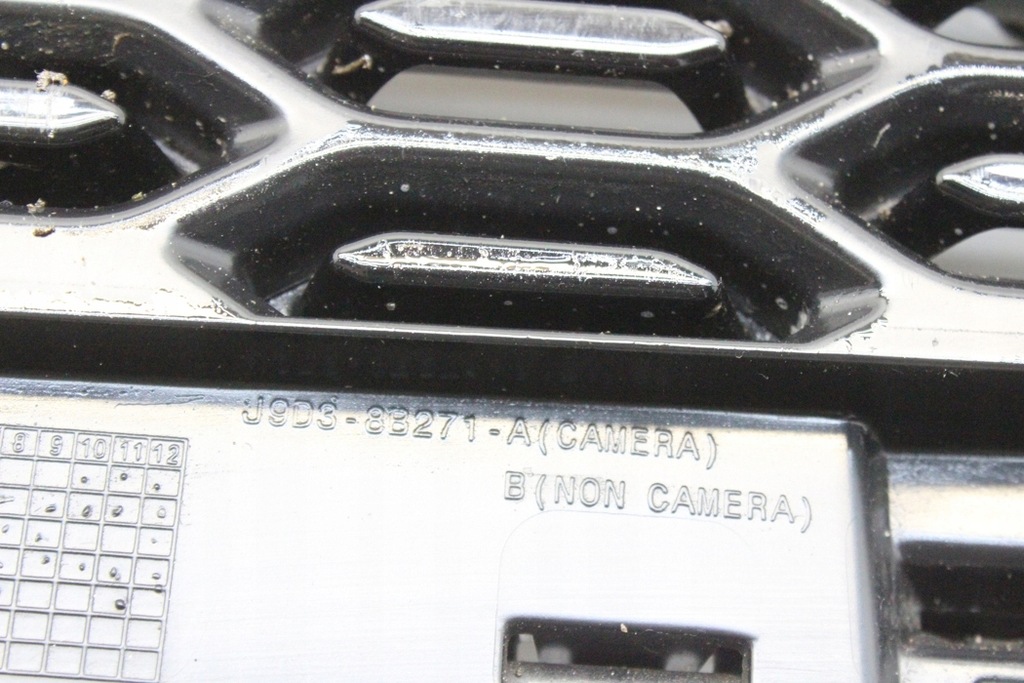 J9D3-8B271-A(CAMERA)
B(NON CAMERA)
8 9 10 11 12